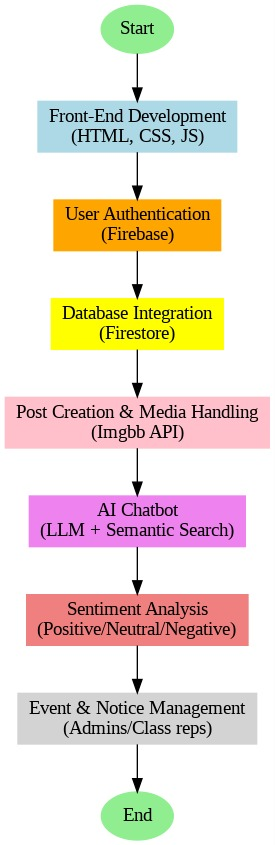 Start
Front-End Development
(HTML, CSS, JS)
User Authentication
(Firebase)
Database Integration
(Firestore)
Post Creation & Media Handling
(Imgbb API)
AI Chatbot
(LLM + Semantic Search)
Sentiment Analysis
(Positive/Neutral/Negative)
Event & Notice Management
(Admins/Class reps)
End